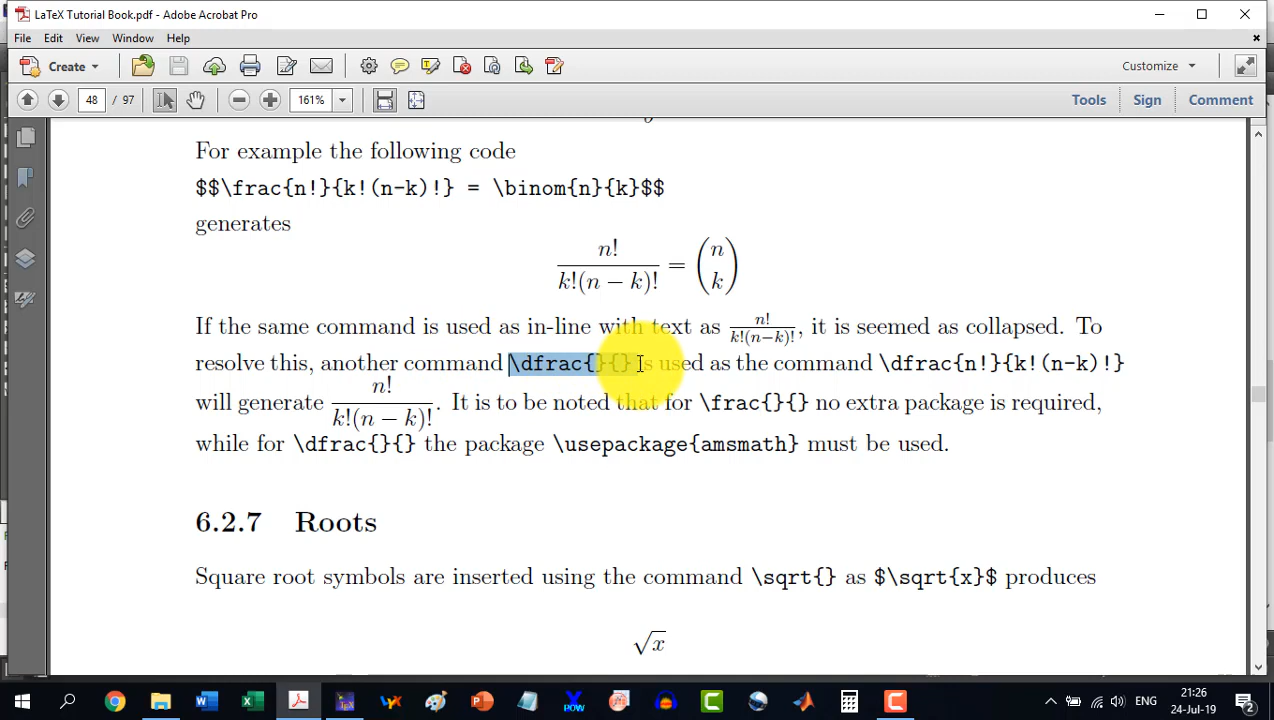 LaTeX Tutorial Book.pdf - Adobe Acrobat Pro
File Edit View Window Help
Create Customize
48 / 97 161% Tools Sign Comment
For example the following code
$$\frac{n!}{k!(n-k)!} = \binom{n}{k}$$
generates
n!
k!(n − k)!
=
(n
k)
If the same command is used as in-line with text as n!/k!(n−k)!, it is seemed as collapsed. To
resolve this, another command \dfrac{}{} is used as the command \dfrac{n!}{k!(n-k)!}
will generate n!/k!(n − k)!. It is to be noted that for \frac{}{} no extra package is required,
while for \dfrac{}{} the package \usepackage{amsmath} must be used.
6.2.7 Roots
Square root symbols are inserted using the command \sqrt{} as $\sqrt{x}$ produces
√x
ENG 21:26
24-Jul-19 2